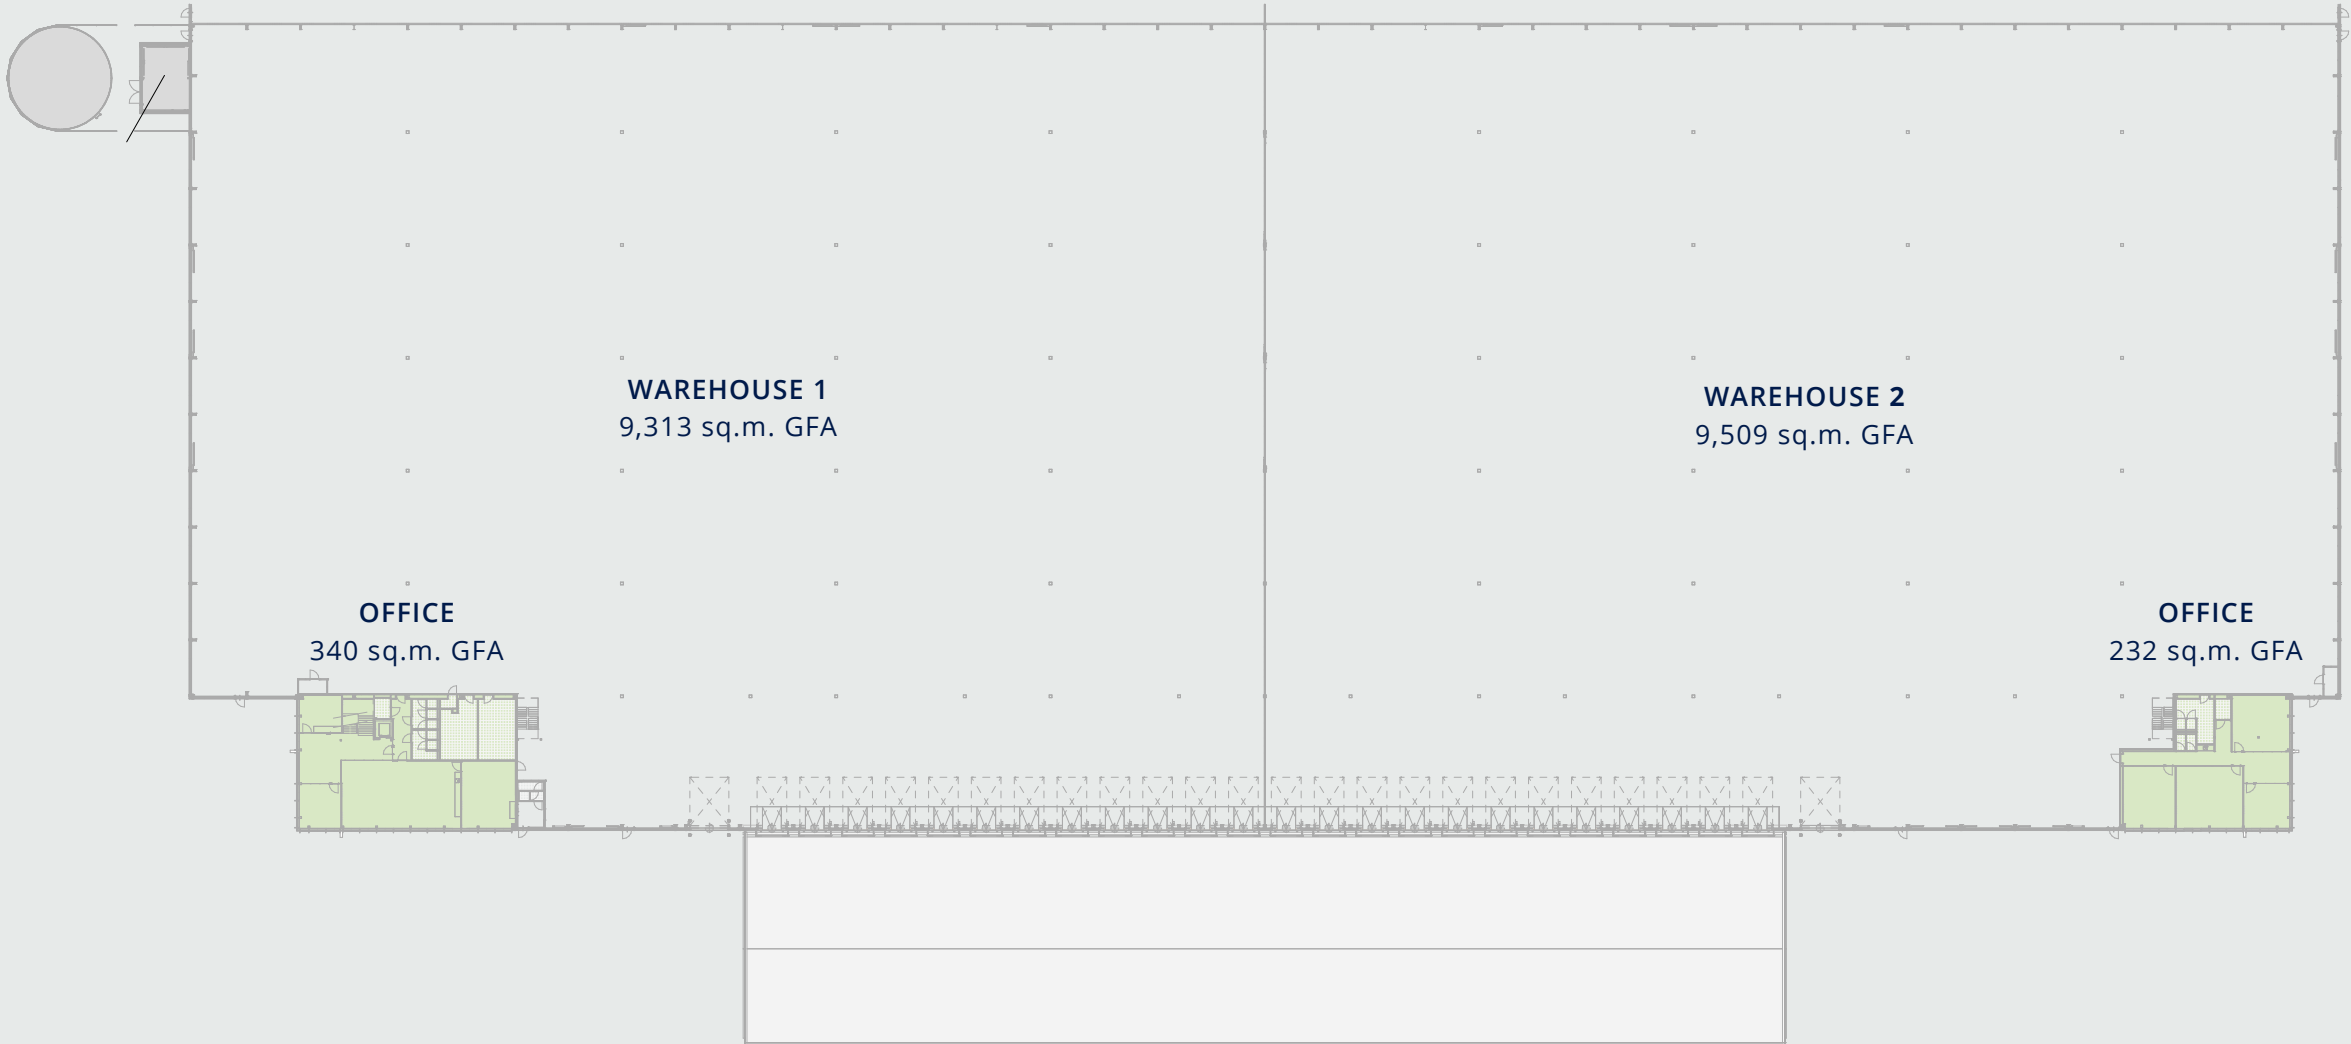 WAREHOUSE 1
9,313 sq.m. GFA
WAREHOUSE 2
9,509 sq.m. GFA
OFFICE
340 sq.m. GFA
OFFICE
232 sq.m. GFA